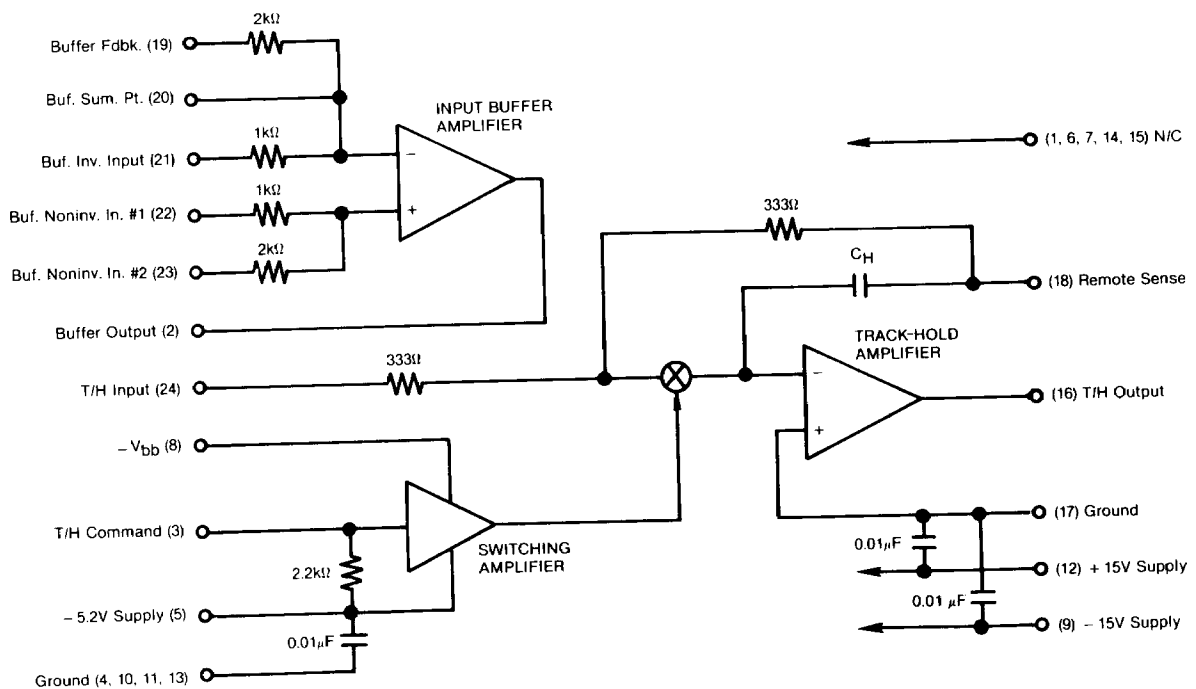 2kΩ
Buffer Fdbk. (19)
Buf. Sum. Pt. (20)
INPUT BUFFER
AMPLIFIER
1kΩ
Buf. Inv. Input (21)
−
(1, 6, 7, 14, 15) N/C
1kΩ
Buf. Noninv. In. #1 (22)
+
333Ω
2kΩ
Buf. Noninv. In. #2 (23)
CH
(18) Remote Sense
Buffer Output (2)
TRACK-HOLD
AMPLIFIER
333Ω
T/H Input (24)
−
(16) T/H Output
− Vbb (8)
+
T/H Command (3)
(17) Ground
SWITCHING
AMPLIFIER
0.01µF
2.2kΩ
(12) + 15V Supply
0.01 µF
− 5.2V Supply (5)
(9) − 15V Supply
0.01µF
Ground (4, 10, 11, 13)